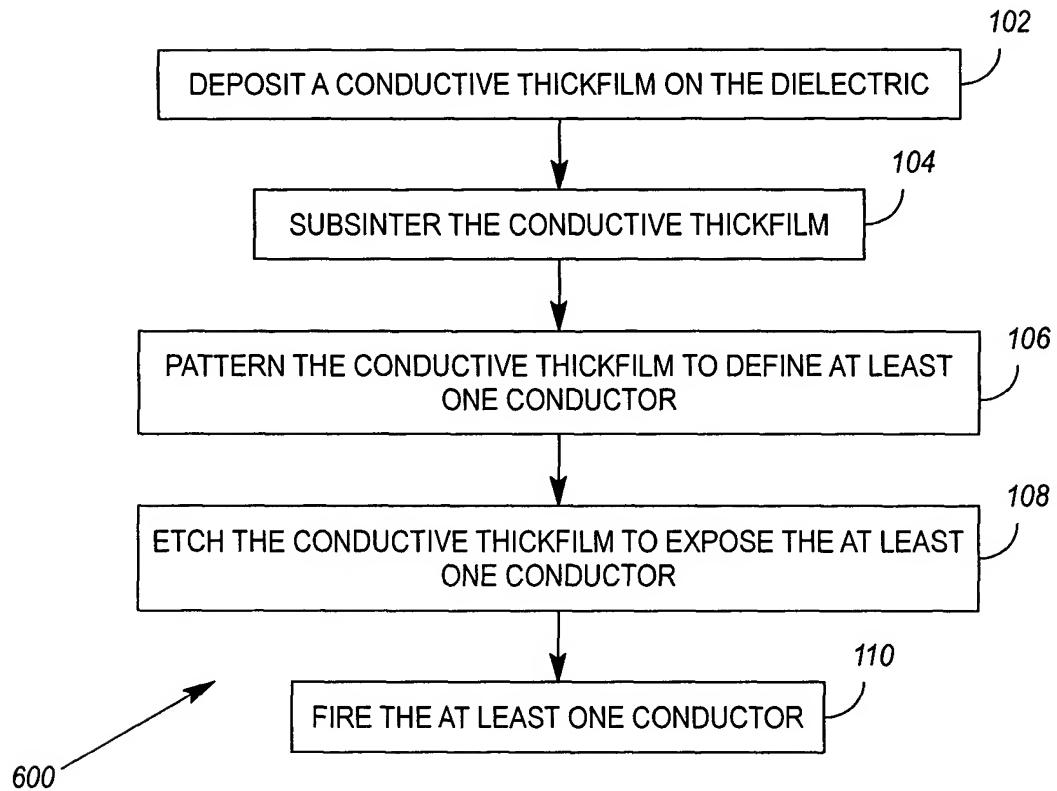 102
DEPOSIT A CONDUCTIVE THICKFILM ON THE DIELECTRIC
104
SUBSINTER THE CONDUCTIVE THICKFILM
106
PATTERN THE CONDUCTIVE THICKFILM TO DEFINE AT LEAST
ONE CONDUCTOR
108
ETCH THE CONDUCTIVE THICKFILM TO EXPOSE THE AT LEAST
ONE CONDUCTOR
110
FIRE THE AT LEAST ONE CONDUCTOR
600